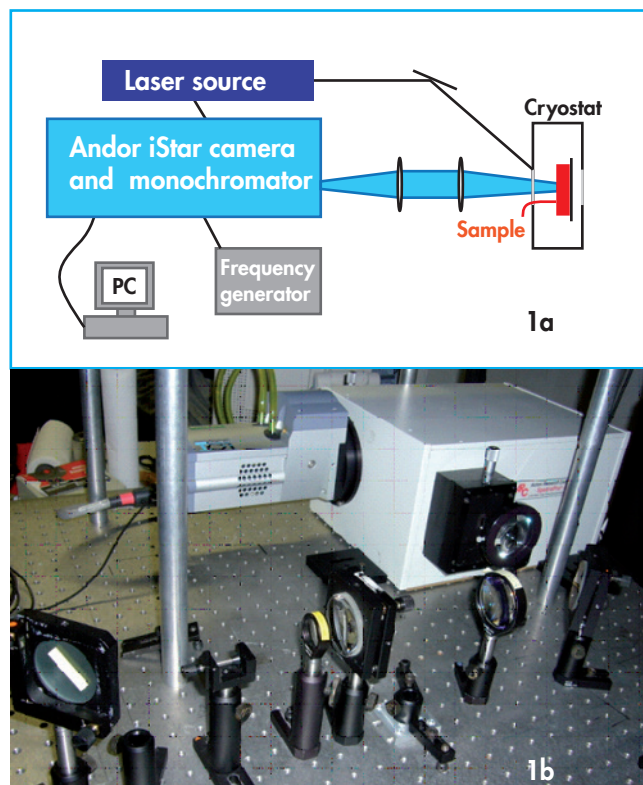 Laser source
Cryostat
Andor iStar camera
and monochromator
Sample
Frequency
generator
PC
1a
1b